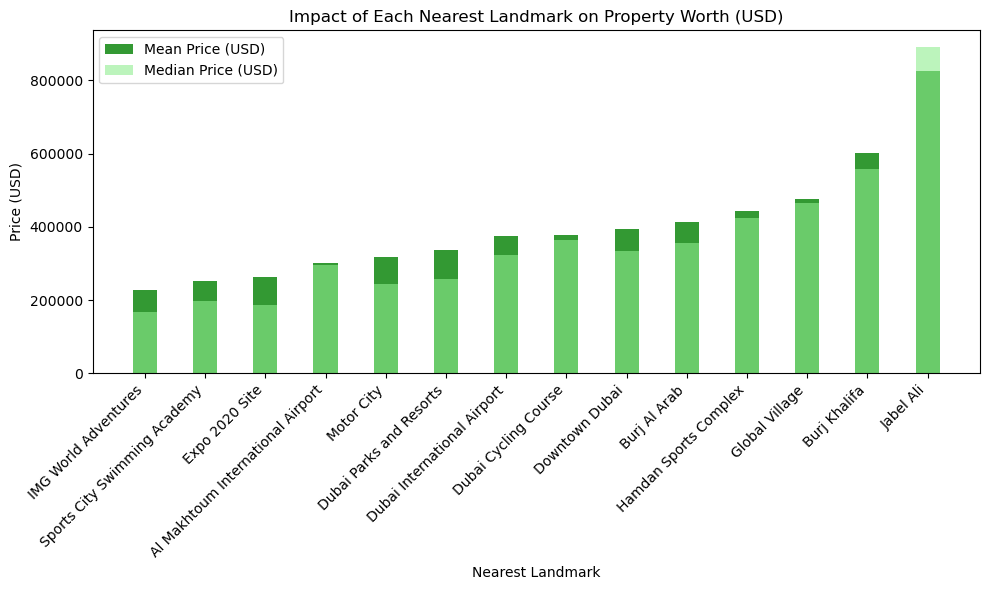 Impact of Each Nearest Landmark on Property Worth (USD)
Mean Price (USD)
Median Price (USD)
Price (USD)
800000
600000
400000
200000
0
IMG World Adventures
Sports City Swimming Academy
Expo 2020 Site
Al Makhtoum International Airport
Motor City
Dubai Parks and Resorts
Dubai International Airport
Dubai Cycling Course
Downtown Dubai
Burj Al Arab
Hamdan Sports Complex
Global Village
Burj Khalifa
Jabel Ali
Nearest Landmark